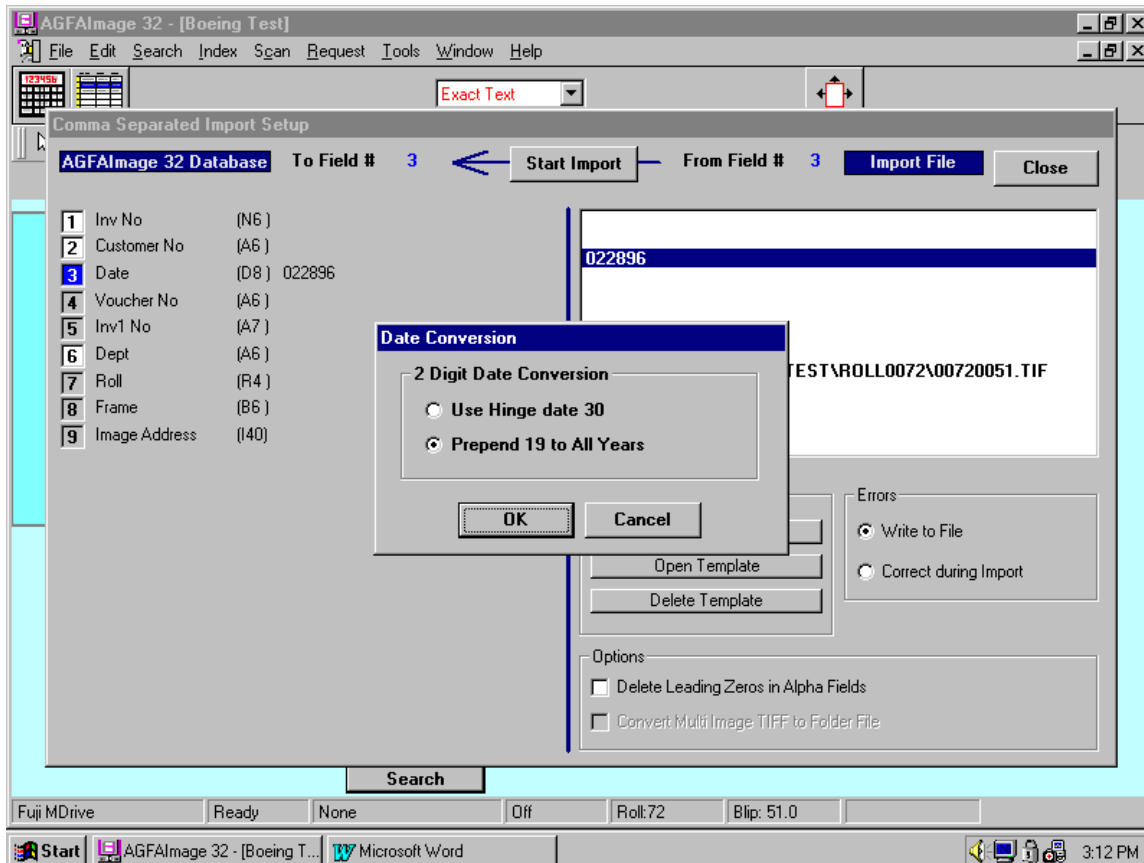 AGFAImage 32 - [Boeing Test]
File Edit Search Index Scan Request Tools Window Help
123456
Exact Text
Comma Separated Import Setup
AGFAImage 32 Database To Field # 3 Start Import From Field # 3 Import File Close
1 Inv No (N6 )
2 Customer No (A6 )
3 Date (D8 ) 022896
4 Voucher No (A6 )
5 Inv1 No (A7 )
6 Dept (A6 )
7 Roll (R4 )
8 Frame (B6 )
9 Image Address (I40)
022896
TEST\ROLL0072\00720051.TIF
Date Conversion
2 Digit Date Conversion
Use Hinge date 30
Prepend 19 to All Years
OK Cancel
Open Template
Delete Template
Errors
Write to File
Correct during Import
Options
Delete Leading Zeros in Alpha Fields
Convert Multi Image TIFF to Folder File
Search
Fuji MDrive Ready None Off Roll:72 Blip: 51.0
Start AGFAImage 32 - [Boeing T... Microsoft Word 3:12 PM